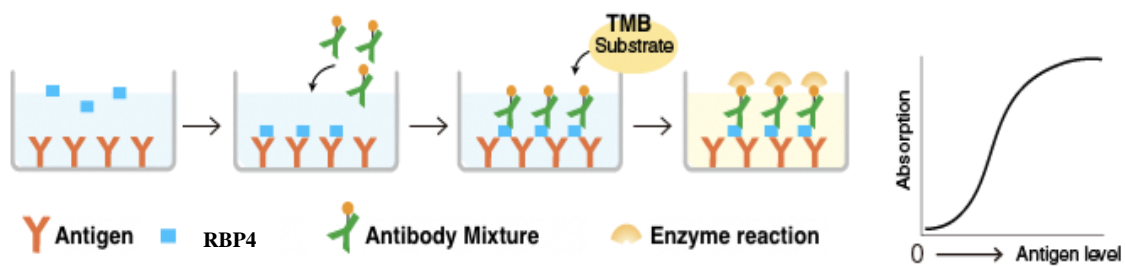 TMB
Substrate
Antigen
RBP4
Antibody Mixture
Enzyme reaction
Absorption
0
Antigen level